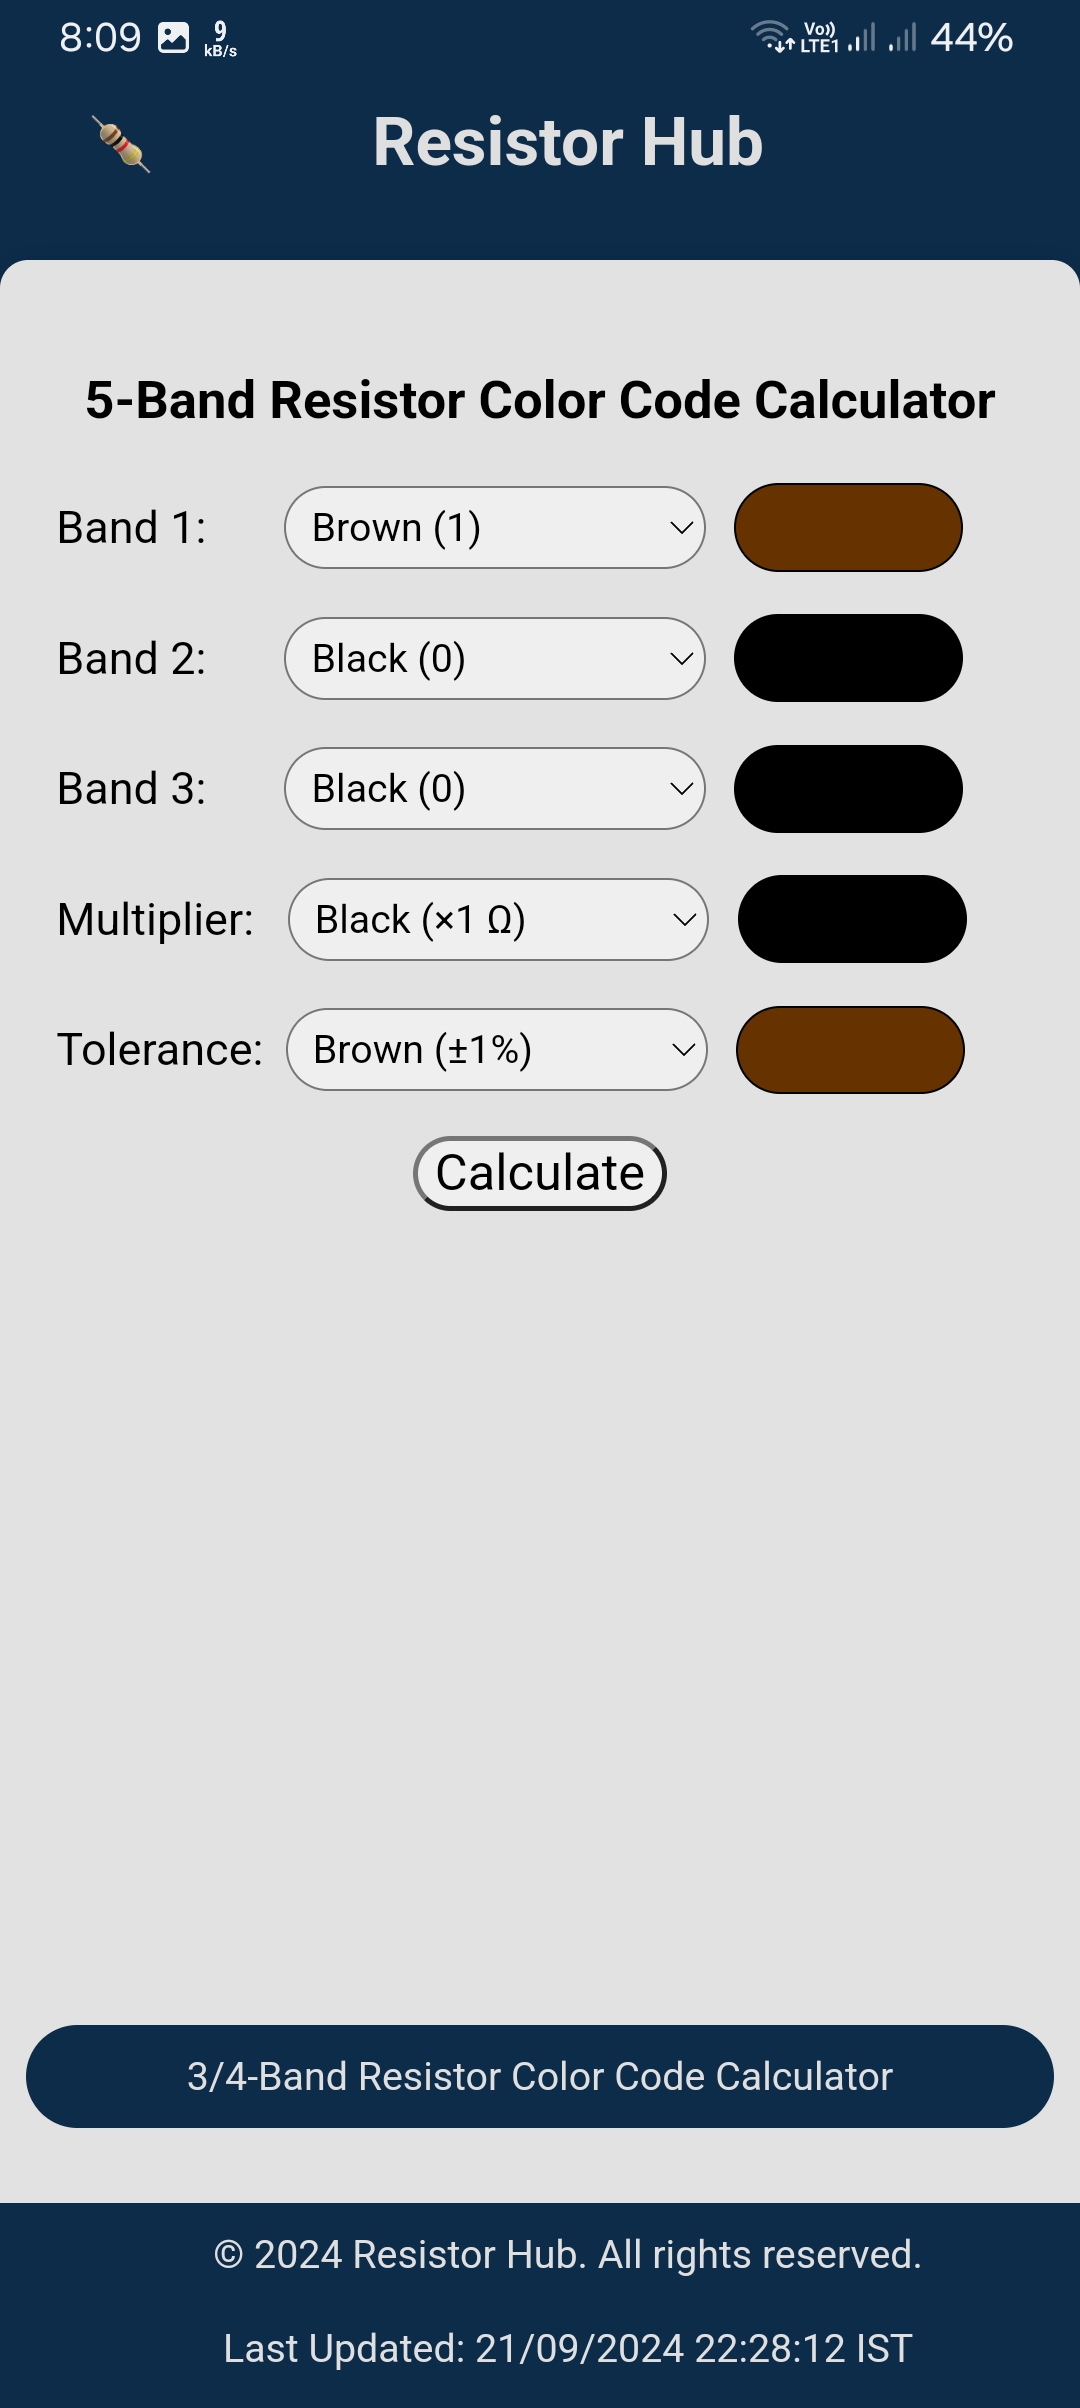 8:09 9 kB/s Vo)) LTE1 44%
Resistor Hub
5-Band Resistor Color Code Calculator
Band 1: Brown (1)
Band 2: Black (0)
Band 3: Black (0)
Multiplier: Black (×1 Ω)
Tolerance: Brown (±1%)
Calculate
3/4-Band Resistor Color Code Calculator
© 2024 Resistor Hub. All rights reserved.
Last Updated: 21/09/2024 22:28:12 IST